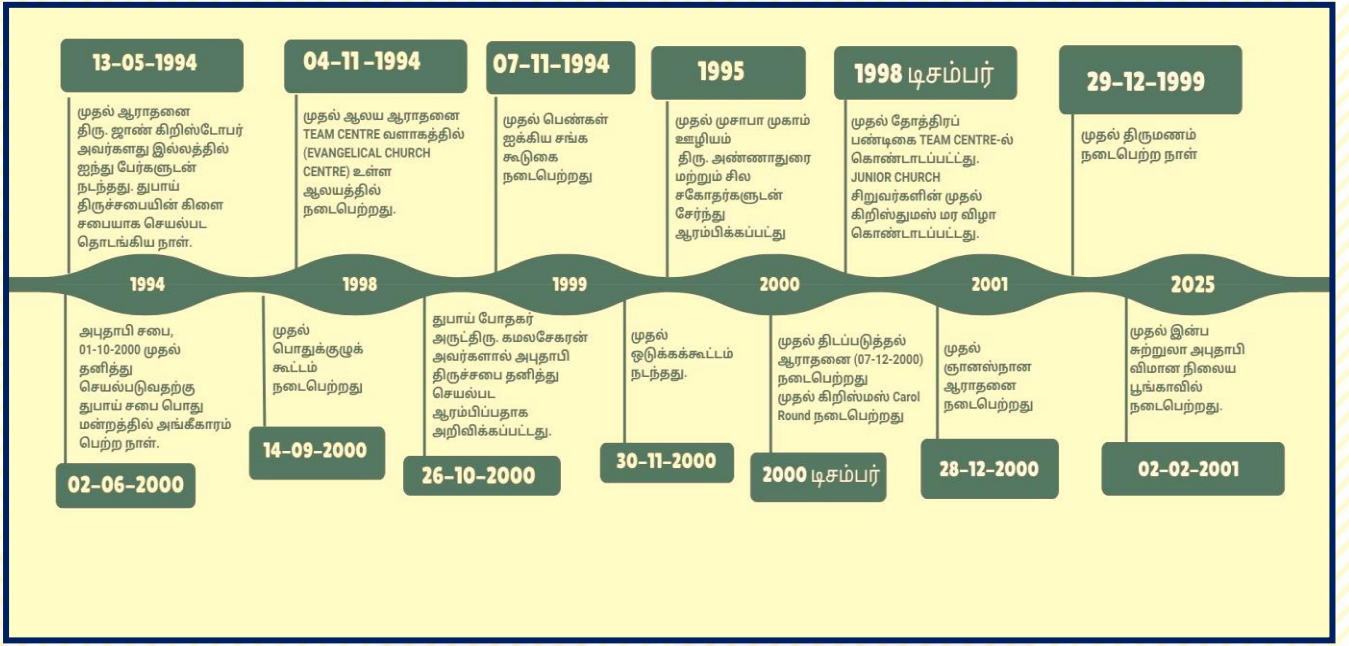 13-05-1994
முதல் ஆராதனை
திரு. ஜாண் கிறிஸ்டோபர்
அவர்களது இல்லத்தில்
ஐந்து பேர்களுடன்
நடந்தது. துபாய்
திருச்சபையின் கிளை
சபையாக செயல்பட
தொடங்கிய நாள்.
04-11-1994
முதல் ஆலய ஆராதனை
TEAM CENTRE வளாகத்தில்
(EVANGELICAL CHURCH
CENTRE) உள்ள
ஆலயத்தில்
நடைபெற்றது.
07-11-1994
முதல் பெண்கள்
ஐக்கிய சங்க
கூடுகை
நடைபெற்றது
1995
முதல் முசாபா முகாம்
ஊழியம்
திரு. அண்ணாதுரை
மற்றும் சில
சகோதர்களுடன்
சேர்ந்து
ஆரம்பிக்கப்பட்து
1998 டிசம்பர்
முதல் தோத்திரப்
பண்டிகை TEAM CENTRE-ல்
கொண்டாடப்பட்ட்து.
JUNIOR CHURCH
சிறுவர்களின் முதல்
கிறிஸ்துமஸ் மர விழா
கொண்டாடப்பட்டது.
29-12-1999
முதல் திருமணம்
நடைபெற்ற நாள்
1994
1998
1999
2000
2001
2025
அபுதாபி சபை,
01-10-2000 முதல்
தனித்து
செயல்படுவதற்கு
துபாய் சபை பொது
மன்றத்தில் அங்கீகாரம்
பெற்ற நாள்.
02-06-2000
முதல்
பொதுக்குழுக்
கூட்டம்
நடைபெற்றது
14-09-2000
துபாய் போதகர்
அருட்திரு. கமலசேகரன்
அவர்களால் அபுதாபி
திருச்சபை தனித்து
செயல்பட
ஆரம்பிப்பதாக
அறிவிக்கப்பட்டது.
26-10-2000
முதல்
ஒடுக்கக்கூட்டம்
நடந்தது.
30-11-2000
முதல் திடப்படுத்தல்
ஆராதனை (07-12-2000)
நடைபெற்றது
முதல் கிறிஸ்மஸ் Carol
Round நடைபெற்றது
2000 டிசம்பர்
முதல்
ஞானஸ்நான
ஆராதனை
நடைபெற்றது
28-12-2000
முதல் இன்ப
சுற்றுலா அபுதாபி
விமான நிலைய
பூங்காவில்
நடைபெற்றது.
02-02-2001